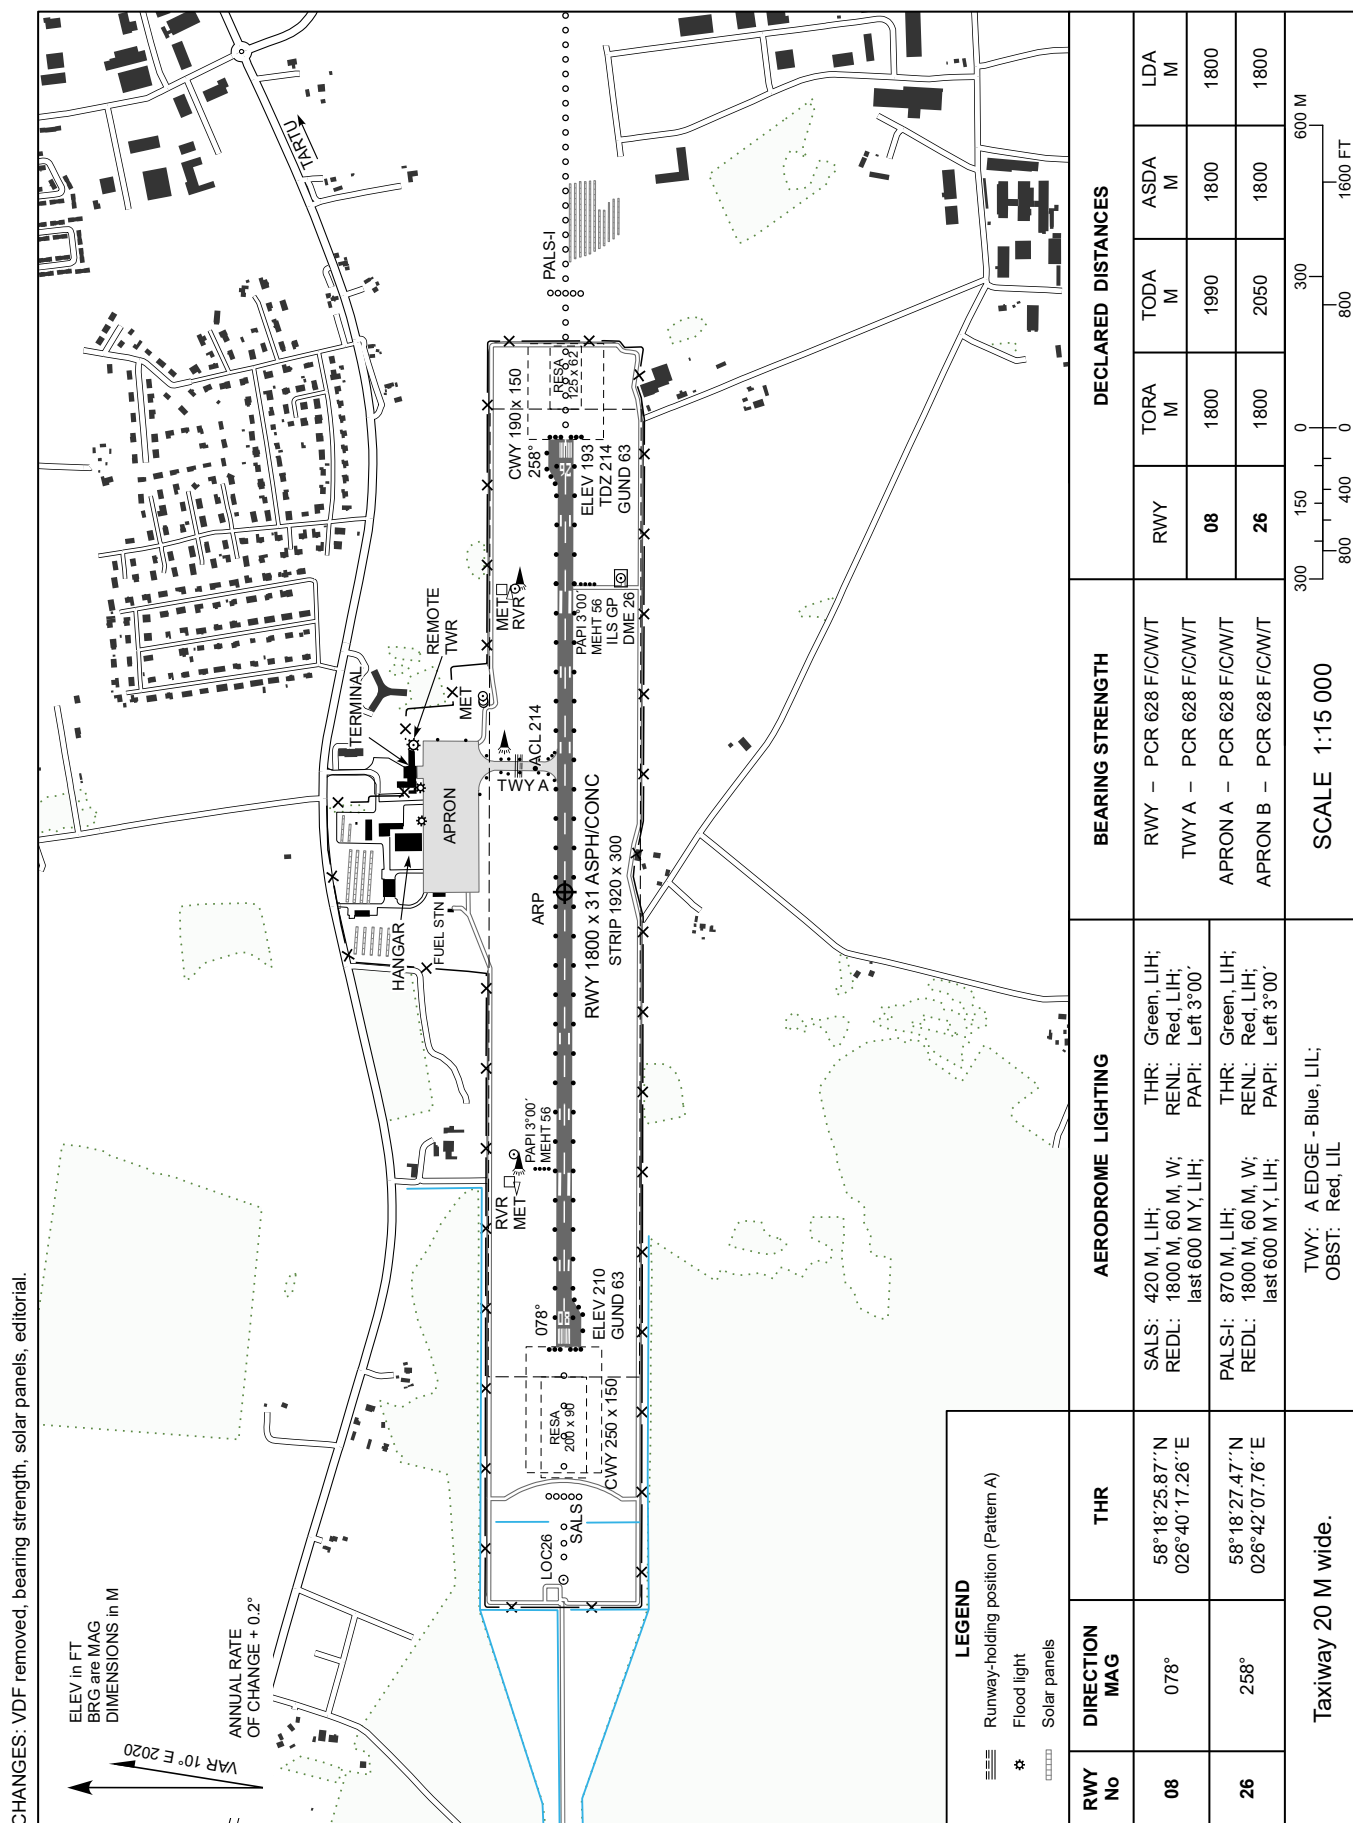 CHANGES: VDF removed, bearing strength, solar panels, editorial.
ELEV in FT
BRG are MAG
DIMENSIONS in M
VAR 10° E 2020
ANNUAL RATE
OF CHANGE + 0.2°
TARTU
TERMINAL
REMOTE
TWR
HANGAR
FUEL STN
APRON
MET
TWY A
ACL 214
MET
RVR
RVR
MET
PAPI 3°00´
MEHT 56
ARP
RWY 1800 x 31 ASPH/CONC
STRIP 1920 x 300
PAPI 3°00´
MEHT 56
ILS GP
DME 26
CWY 190 x 150
258°
RESA
125 x 62
26
ELEV 193
TDZ 214
GUND 63
PALS-I
LOC26
SALS
RESA
200 x 90
CWY 250 x 150
078°
08
ELEV 210
GUND 63
LEGEND
Runway-holding position (Pattern A)
Flood light
Solar panels
RWY
No
DIRECTION
MAG
THR
08
078°
58°18´25.87´´N
026°40´17.26´´E
26
258°
58°18´27.47´´N
026°42´07.76´´E
Taxiway 20 M wide.
AERODROME LIGHTING
SALS: 420 M, LIH; THR: Green, LIH;
REDL: 1800 M, 60 M, W; RENL: Red, LIH;
last 600 M Y, LIH; PAPI: Left 3°00´
PALS-I: 870 M, LIH; THR: Green, LIH;
REDL: 1800 M, 60 M, W; RENL: Red, LIH;
last 600 M Y, LIH; PAPI: Left 3°00´
TWY: A EDGE - Blue, LIL;
OBST: Red, LIL
BEARING STRENGTH
RWY – PCR 628 F/C/W/T
TWY A – PCR 628 F/C/W/T
APRON A – PCR 628 F/C/W/T
APRON B – PCR 628 F/C/W/T
DECLARED DISTANCES
RWY
TORA
M
TODA
M
ASDA
M
LDA
M
08 1800 1990 1800 1800
26 1800 2050 1800 1800
SCALE 1:15 000
300 150 0 300 600 M
800 400 0 800 1600 FT